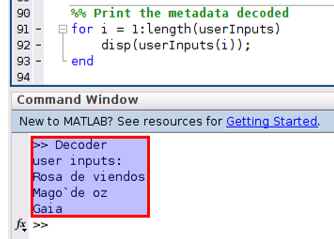 90 %% Print the metadata decoded
91 - for i = 1:length(userInputs)
92 - disp(userInputs(i));
93 - end
94
Command Window
New to MATLAB? See resources for Getting Started.
>> Decoder
user inputs:
Rosa de viendos
Mago`de oz
Gaia
fx >>